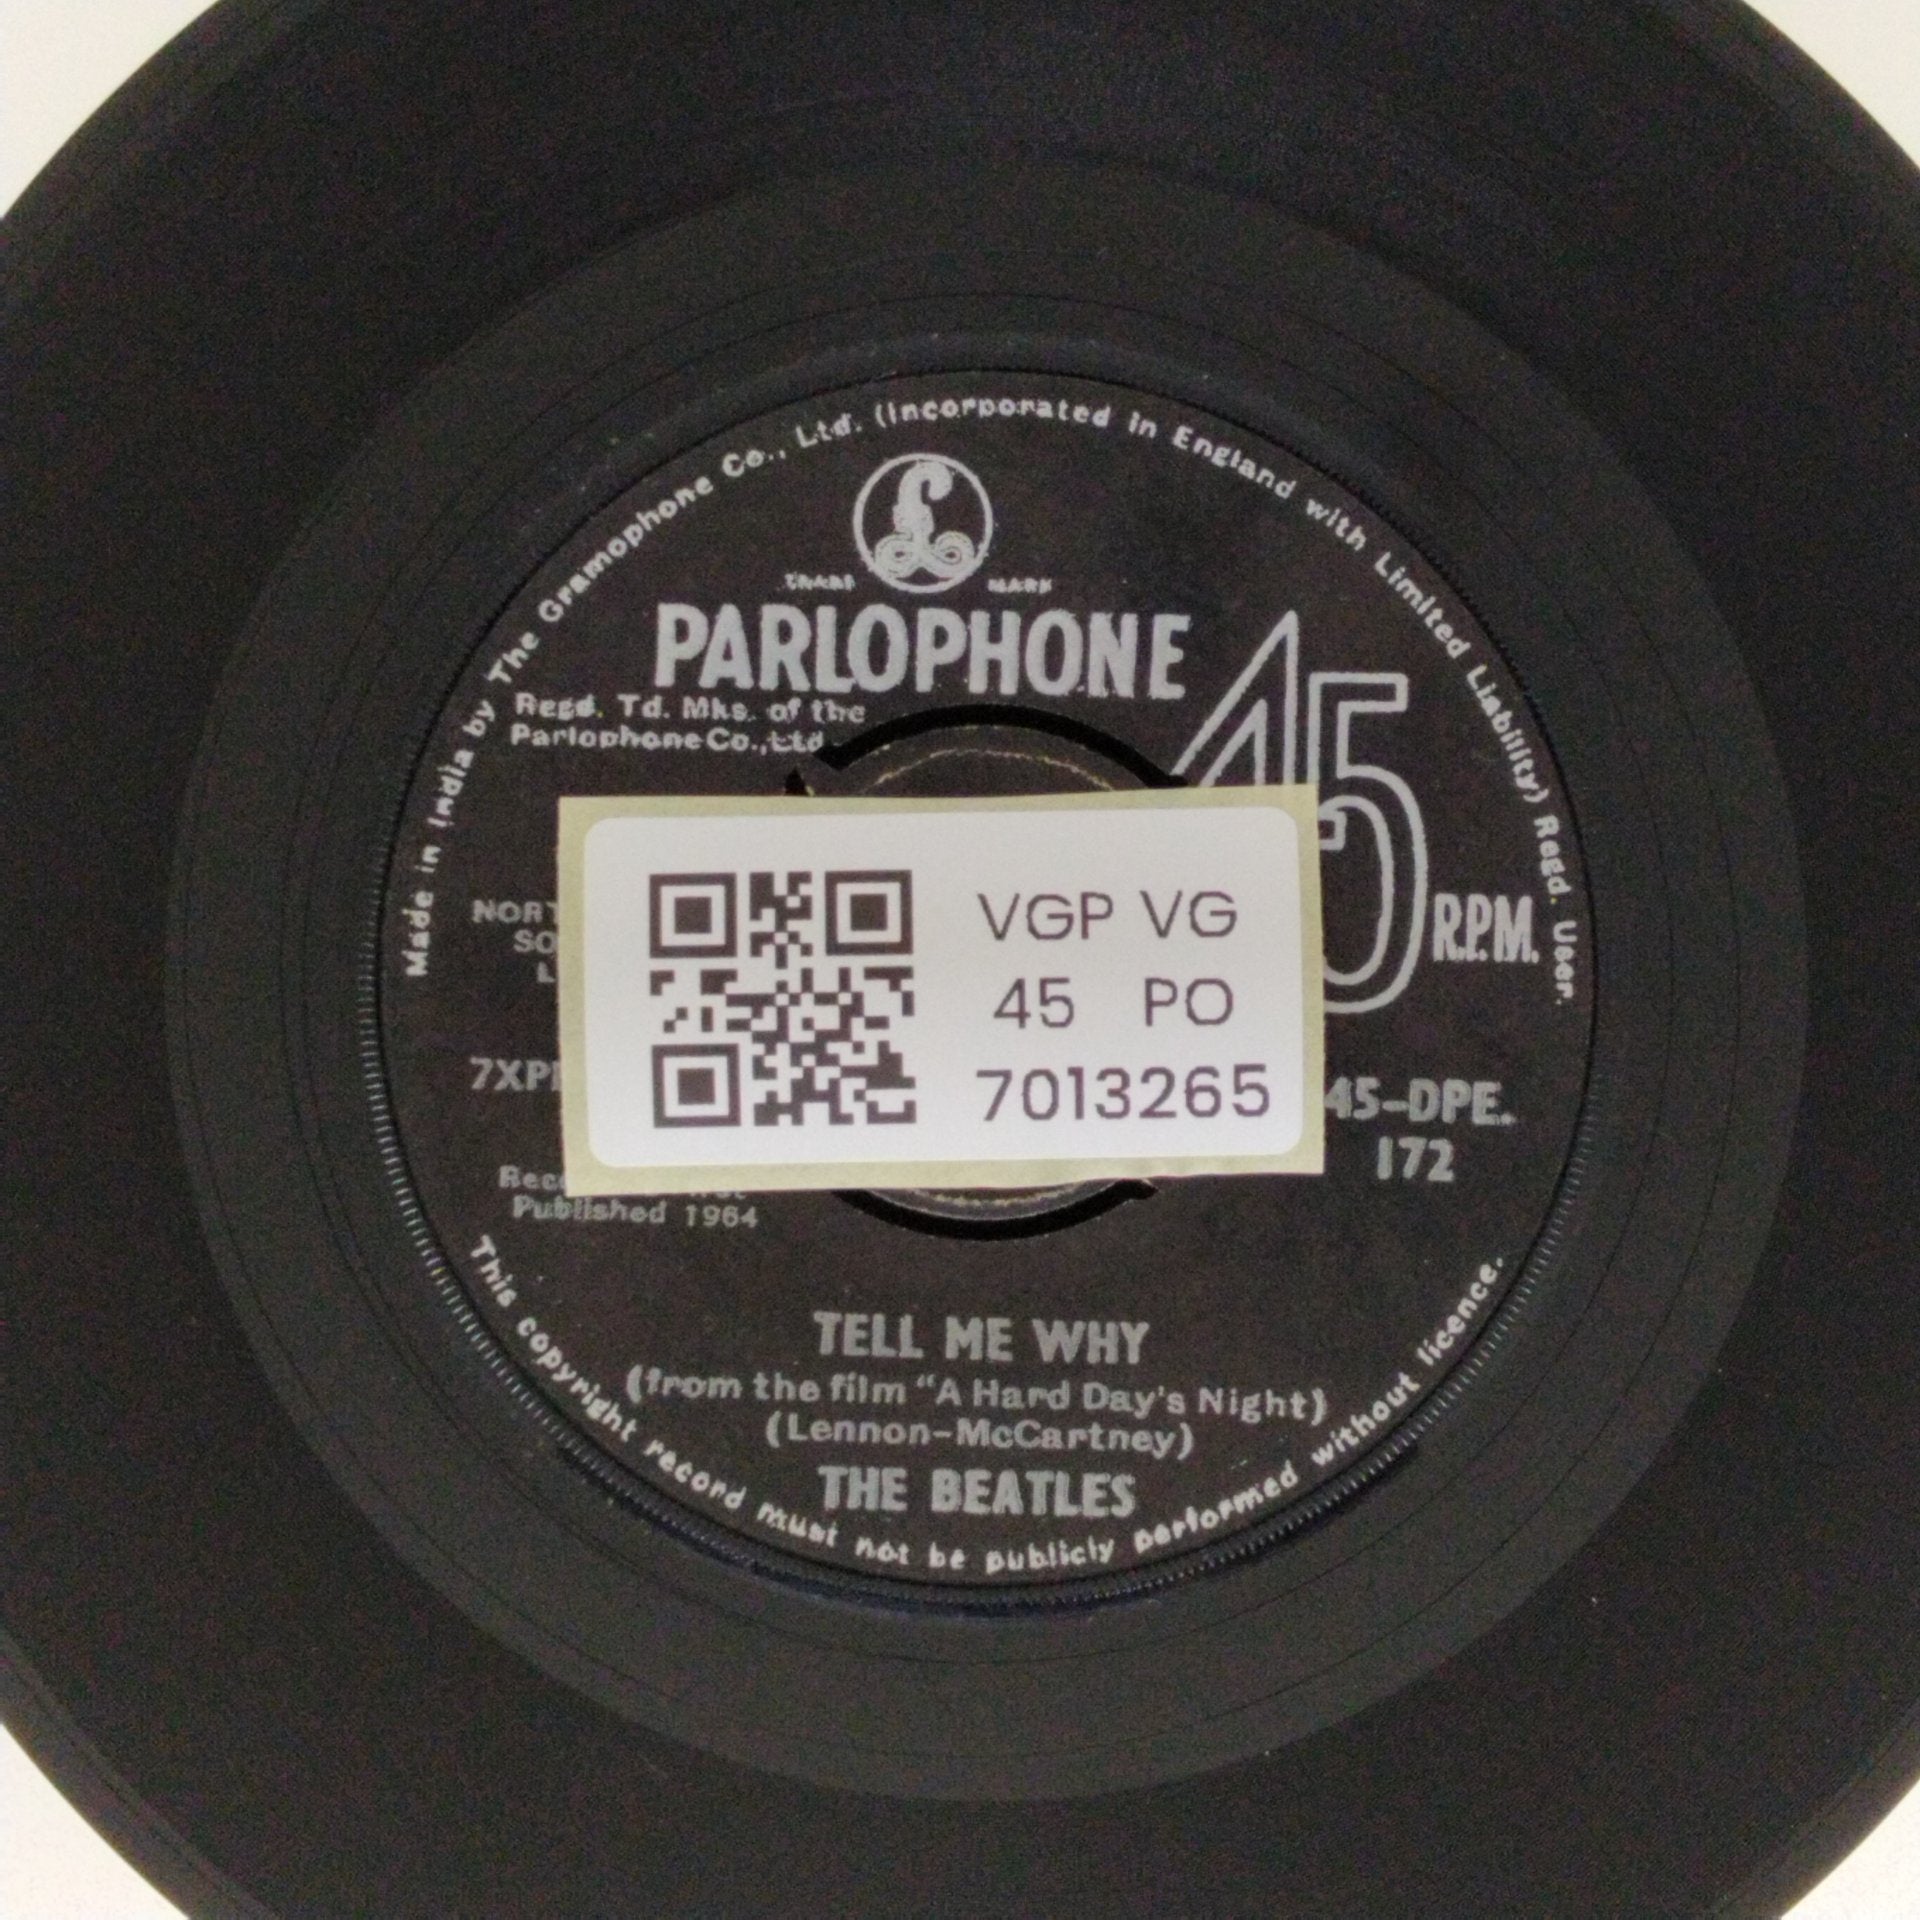 Made in India by The Gramophone Co., Ltd. (Incorporated in England with Limited Liability) Regd. User.
TRADE MARK
PARLOPHONE
Regd. Td. Mks. of the
Parlophone Co., Ltd.
45 R.P.M.
VGP VG
45 PO
7013265
45-DPE.
172
Published 1964
TELL ME WHY
(from the film "A Hard Day's Night)
(Lennon-McCartney)
THE BEATLES
This copyright record must not be publicly performed without licence.